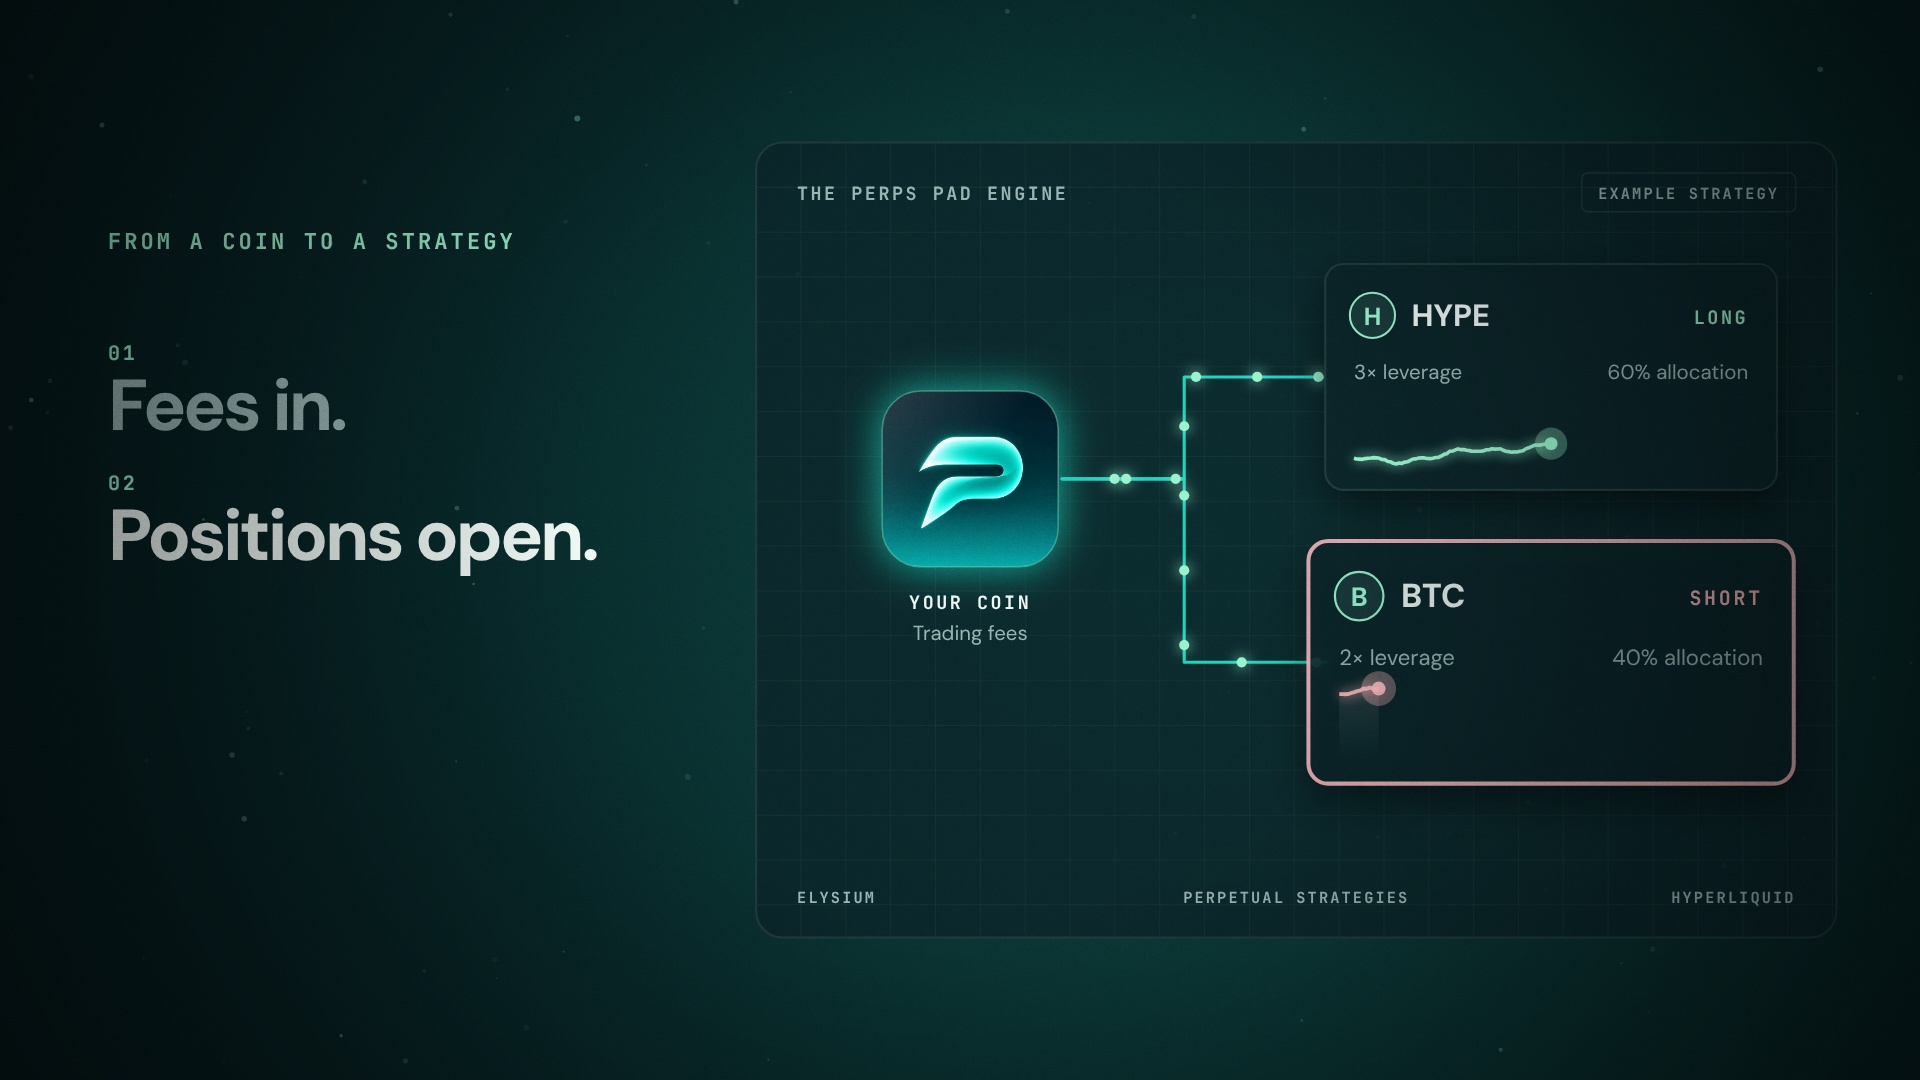 FROM A COIN TO A STRATEGY
01
Fees in.
02
Positions open.
THE PERPS PAD ENGINE
EXAMPLE STRATEGY
YOUR COIN
Trading fees
H HYPE LONG
3× leverage 60% allocation
B BTC SHORT
2× leverage 40% allocation
ELYSIUM PERPETUAL STRATEGIES HYPERLIQUID